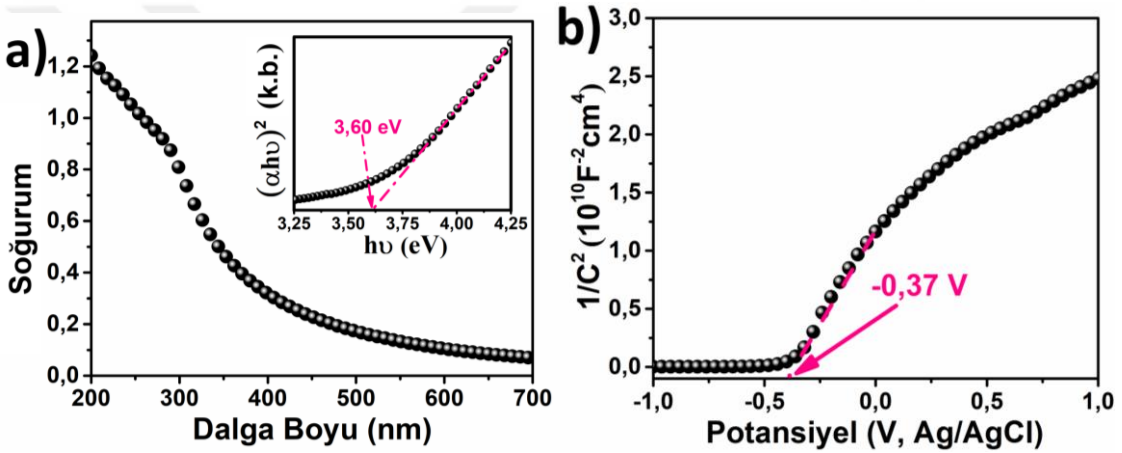 a)
Soğurum
1,2
1,0
0,8
0,6
0,4
0,2
0,0
200 300 400 500 600 700
Dalga Boyu (nm)
(αhυ)² (k.b.)
3,60 eV
3,25 3,50 3,75 4,00 4,25
hυ (eV)
b)
1/C² (10¹⁰F⁻²cm⁴)
3,0
2,5
2,0
1,5
1,0
0,5
0,0
-0,37 V
-1,0 -0,5 0,0 0,5 1,0
Potansiyel (V, Ag/AgCl)